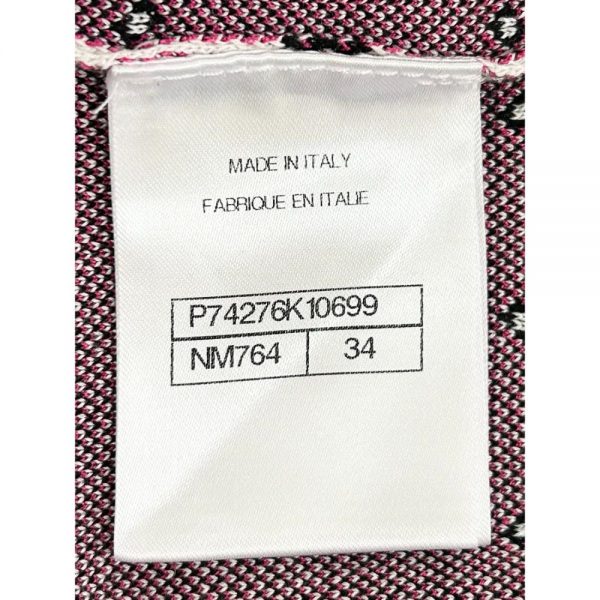 MADE IN ITALY
FABRIQUE EN ITALIE
P74276K10699
NM764 34